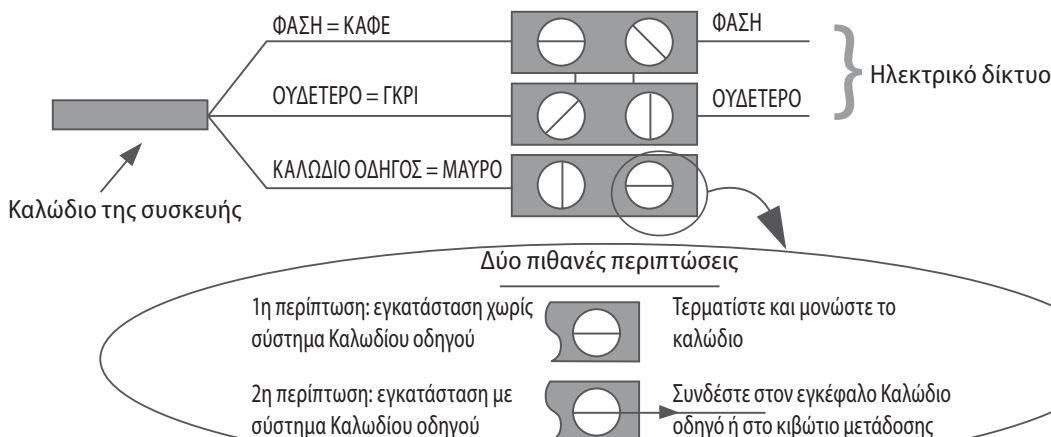 ΦΑΣΗ = ΚΑΦΕ
ΦΑΣΗ
Ηλεκτρικό δίκτυο
ΟΥΔΕΤΕΡΟ = ΓΚΡΙ
ΟΥΔΕΤΕΡΟ
ΚΑΛΩΔΙΟ ΟΔΗΓΟΣ = ΜΑΥΡΟ
Καλώδιο της συσκευής
Δύο πιθανές περιπτώσεις
1η περίπτωση: εγκατάσταση χωρίς
σύστημα Καλωδίου οδηγού
Τερματίστε και μονώστε το
καλώδιο
2η περίπτωση: εγκατάσταση με
σύστημα Καλωδίου οδηγού
Συνδέστε στον εγκέφαλο Καλώδιο
οδηγό ή στο κιβώτιο μετάδοσης